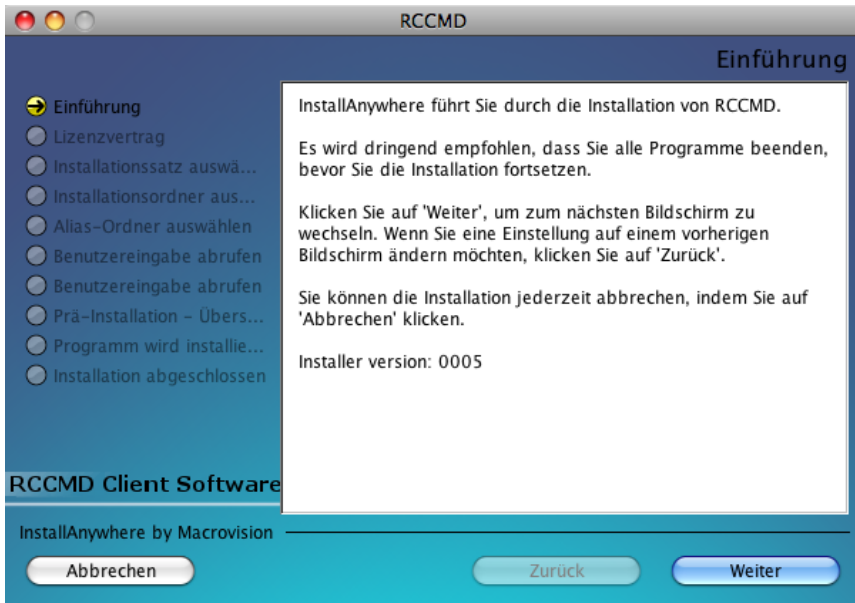 RCCMD
Einführung
Einführung
Lizenzvertrag
Installationssatz auswä...
Installationsordner aus...
Alias-Ordner auswählen
Benutzereingabe abrufen
Benutzereingabe abrufen
Prä-Installation - Übers...
Programm wird installie...
Installation abgeschlossen
RCCMD Client Software
InstallAnywhere führt Sie durch die Installation von RCCMD.
Es wird dringend empfohlen, dass Sie alle Programme beenden,
bevor Sie die Installation fortsetzen.
Klicken Sie auf 'Weiter', um zum nächsten Bildschirm zu
wechseln. Wenn Sie eine Einstellung auf einem vorherigen
Bildschirm ändern möchten, klicken Sie auf 'Zurück'.
Sie können die Installation jederzeit abbrechen, indem Sie auf
'Abbrechen' klicken.
Installer version: 0005
InstallAnywhere by Macrovision
Abbrechen
Zurück
Weiter